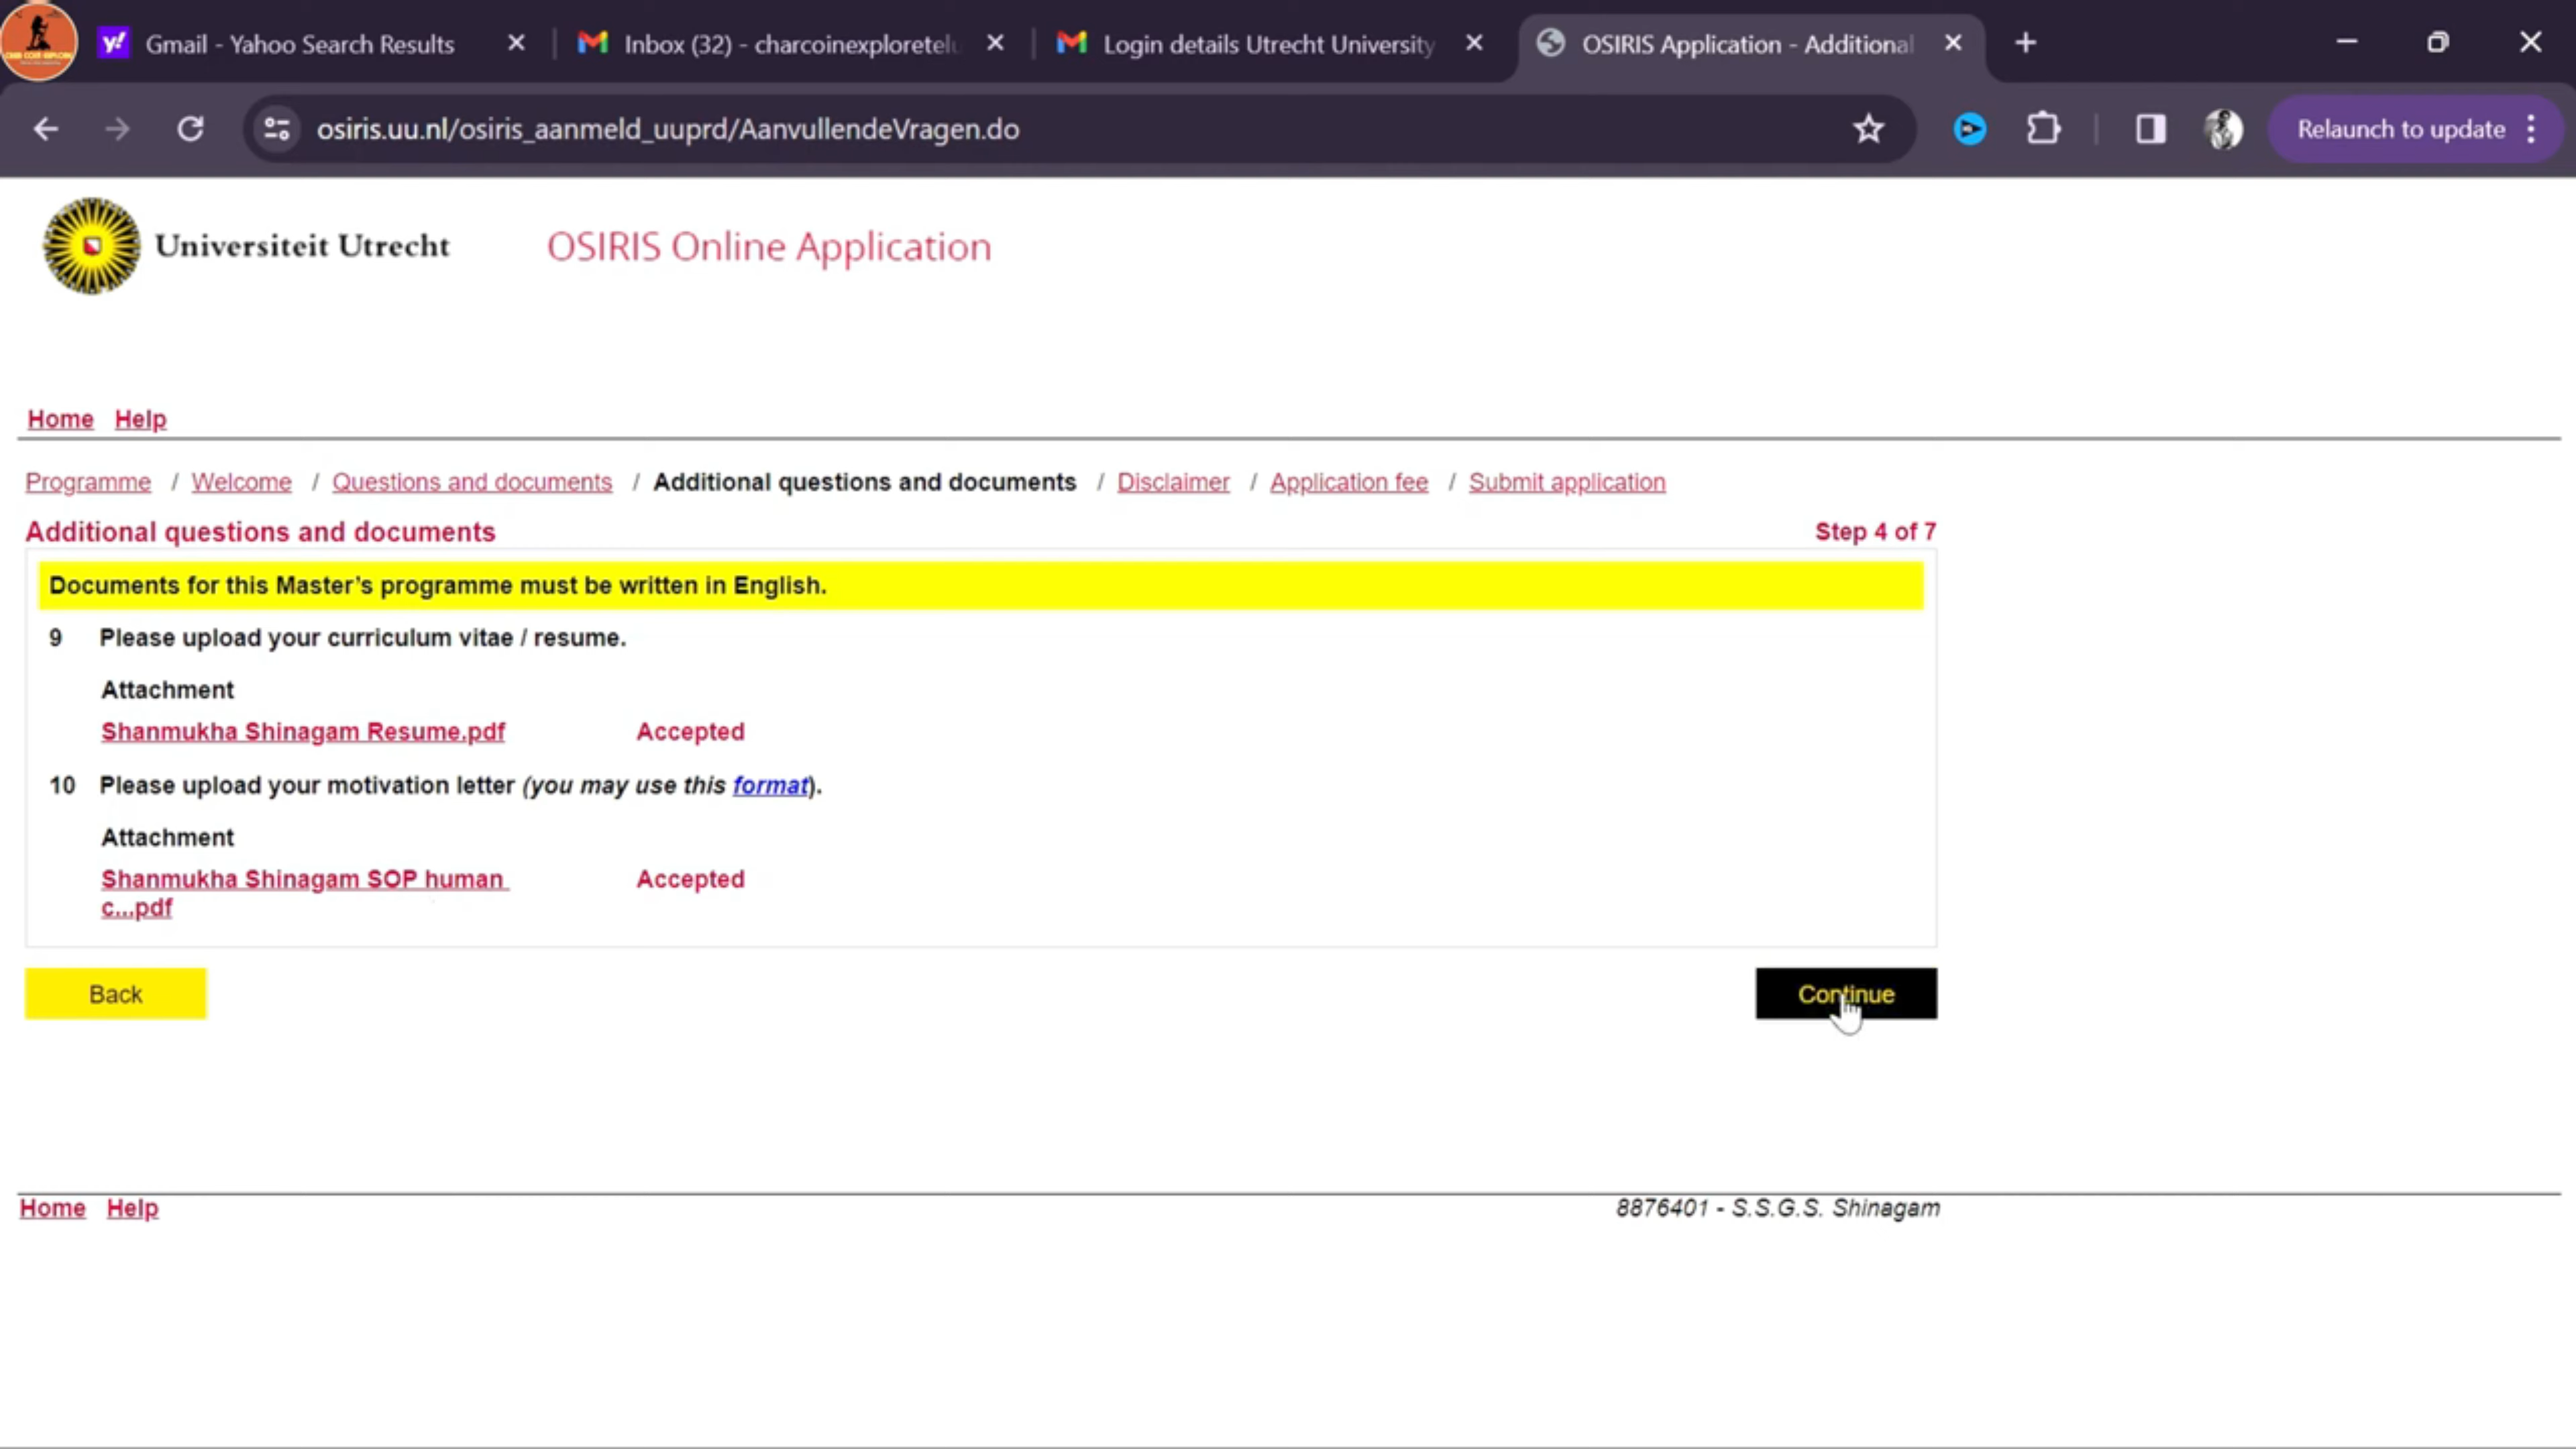 Gmail - Yahoo Search Results
Inbox (32) - charcoinexploretelu
Login details Utrecht University
OSIRIS Application - Additional
osiris.uu.nl/osiris_aanmeld_uuprd/AanvullendeVragen.do
Relaunch to update
Universiteit Utrecht
OSIRIS Online Application
Home Help
Programme / Welcome / Questions and documents / Additional questions and documents / Disclaimer / Application fee / Submit application
Additional questions and documents
Step 4 of 7
Documents for this Master's programme must be written in English.
9 Please upload your curriculum vitae / resume.
Attachment
Shanmukha Shinagam Resume.pdf Accepted
10 Please upload your motivation letter (you may use this format).
Attachment
Shanmukha Shinagam SOP human Accepted
c...pdf
Back
Continue
Home Help
8876401 - S.S.G.S. Shinagam